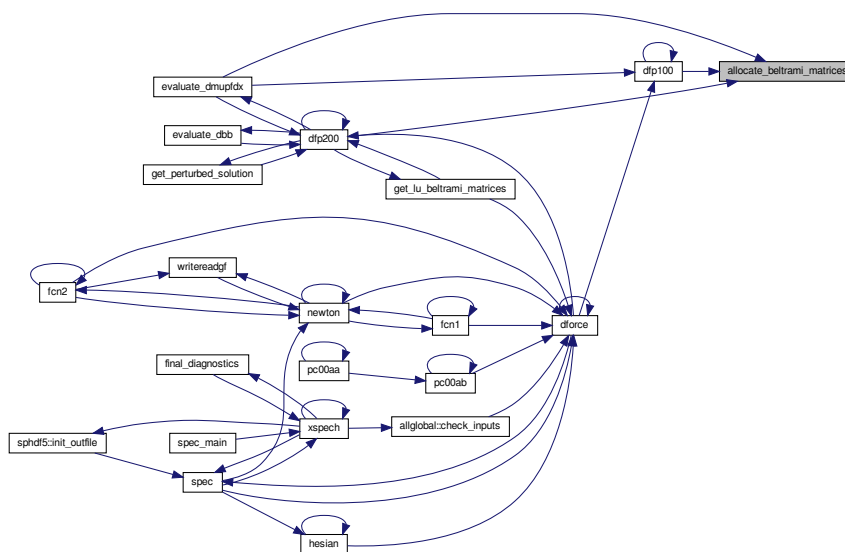 dfp100
allocate_beltrami_matrices
evaluate_dmupfdx
evaluate_dbb
dfp200
get_perturbed_solution
get_lu_beltrami_matrices
writereadgf
fcn2
newton
fcn1
dforce
final_diagnostics
pc00aa
pc00ab
allglobal::check_inputs
xspech
sphdf5::init_outfile
spec_main
spec
hesian